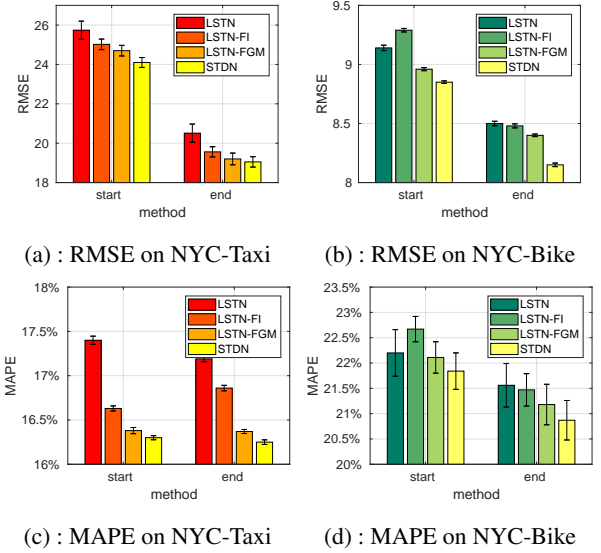 26
24
22
20
18
RMSE
start
end
method
LSTN
LSTN-FI
LSTN-FGM
STDN
(a) : RMSE on NYC-Taxi
9.5
9
8.5
8
RMSE
start
end
method
LSTN
LSTN-FI
LSTN-FGM
STDN
(b) : RMSE on NYC-Bike
18%
17.5%
17%
16.5%
16%
MAPE
start
end
method
LSTN
LSTN-FI
LSTN-FGM
STDN
(c) : MAPE on NYC-Taxi
23.5%
23%
22.5%
22%
21.5%
21%
20.5%
20%
MAPE
start
end
method
LSTN
LSTN-FI
LSTN-FGM
STDN
(d) : MAPE on NYC-Bike